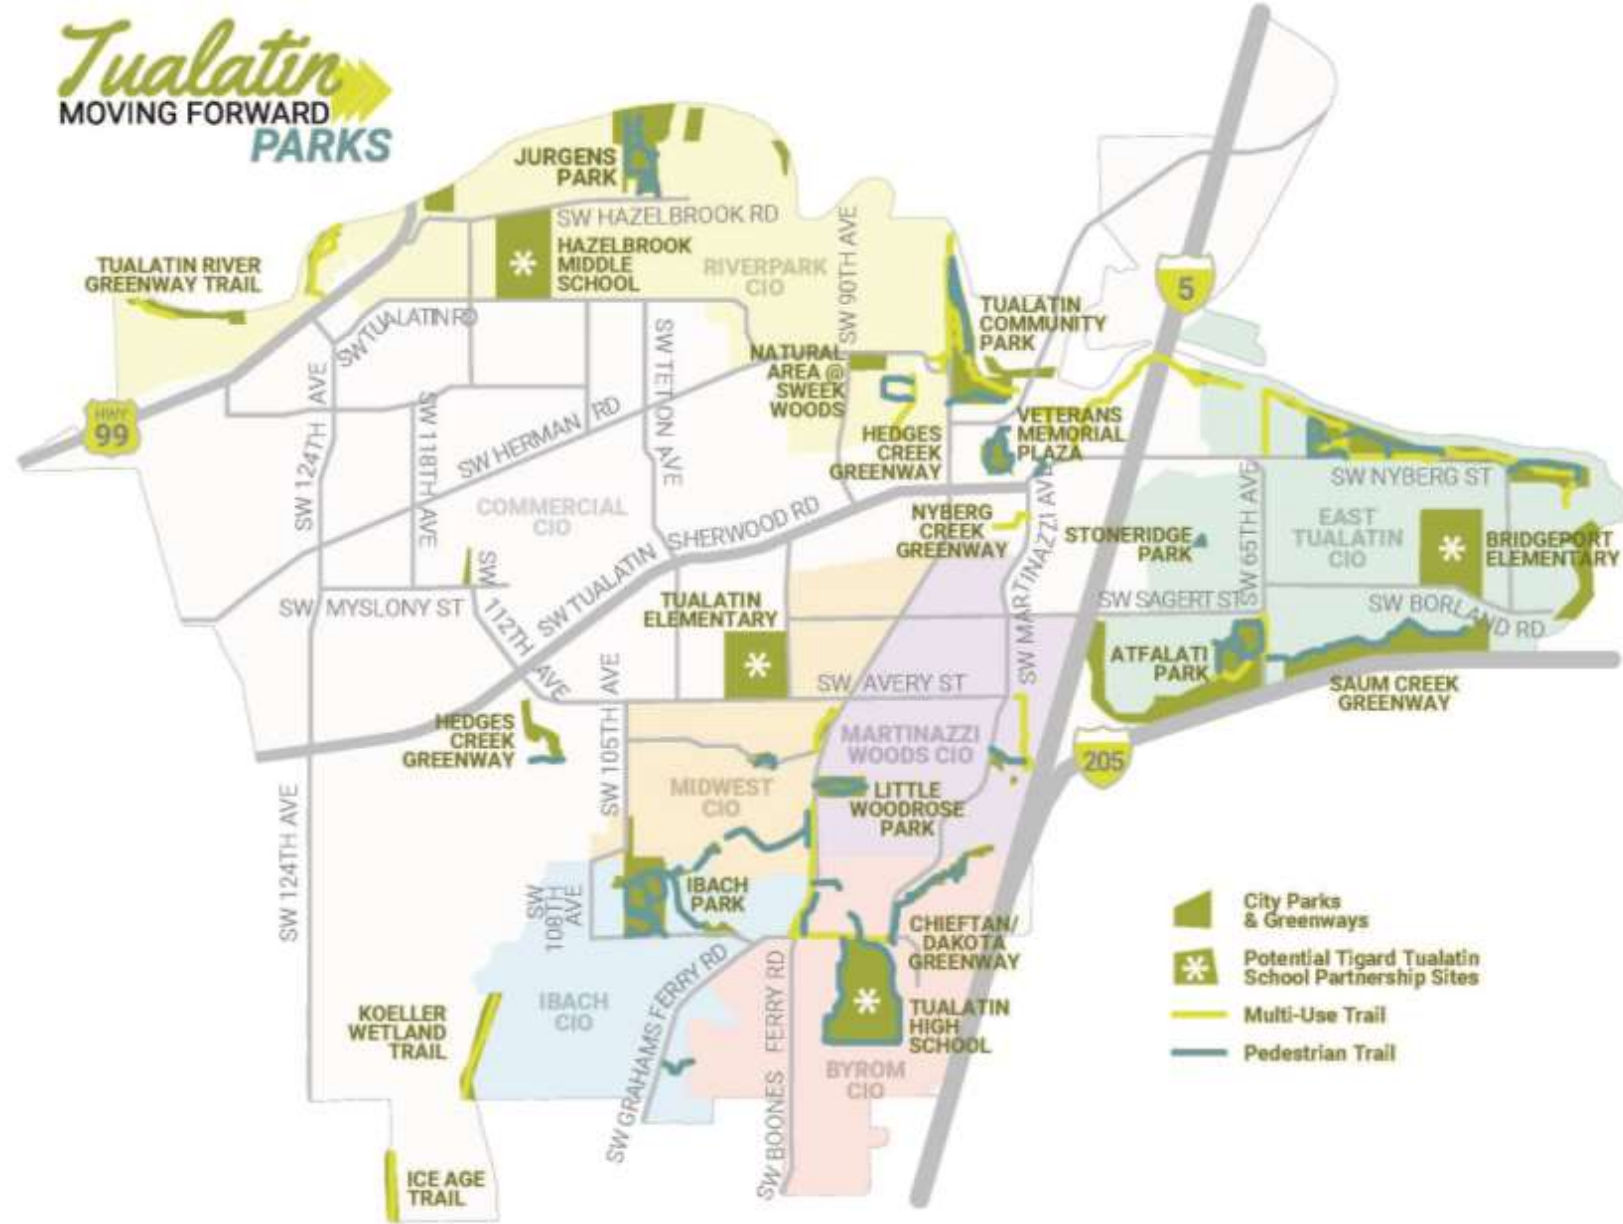 Tualatin
MOVING FORWARD
PARKS
JURGENS
PARK
SW HAZELBROOK RD
HAZELBROOK
MIDDLE
SCHOOL
TUALATIN RIVER
GREENWAY TRAIL
RIVERPARK
CIO
SW 90TH AVE
5
TUALATIN
COMMUNITY
PARK
SW TUALATIN RD
NATURAL
AREA @
SWEEK
WOODS
HWY
99
SW 124TH AVE
SW 118TH AVE
SW HERMAN RD
SW TETON AVE
HEDGES
CREEK
GREENWAY
VETERANS
MEMORIAL
PLAZA
SW NYBERG ST
COMMERCIAL
CIO
SW TUALATIN SHERWOOD RD
NYBERG
CREEK
GREENWAY
SW MARTINAZZI AVE
STONERIDGE
PARK
SW 65TH AVE
EAST
TUALATIN
CIO
BRIDGEPORT
ELEMENTARY
SW MYSLONY ST
SW 112TH AVE
TUALATIN
ELEMENTARY
SW SAGERT ST
SW BORLAND RD
ATFALATI
PARK
SAUM CREEK
GREENWAY
SW AVERY ST
SW 105TH AVE
HEDGES
CREEK
GREENWAY
MARTINAZZI
WOODS CIO
205
MIDWEST
CIO
LITTLE
WOODROSE
PARK
SW 124TH AVE
SW
108TH
AVE
IBACH
PARK
CHIEFTAN/
DAKOTA
GREENWAY
KOELLER
WETLAND
TRAIL
IBACH
CIO
SW GRAHAMS FERRY RD
SW BOONES FERRY RD
TUALATIN
HIGH
SCHOOL
BYROM
CIO
ICE AGE
TRAIL
City Parks
& Greenways
Potential Tigard Tualatin
School Partnership Sites
Multi-Use Trail
Pedestrian Trail